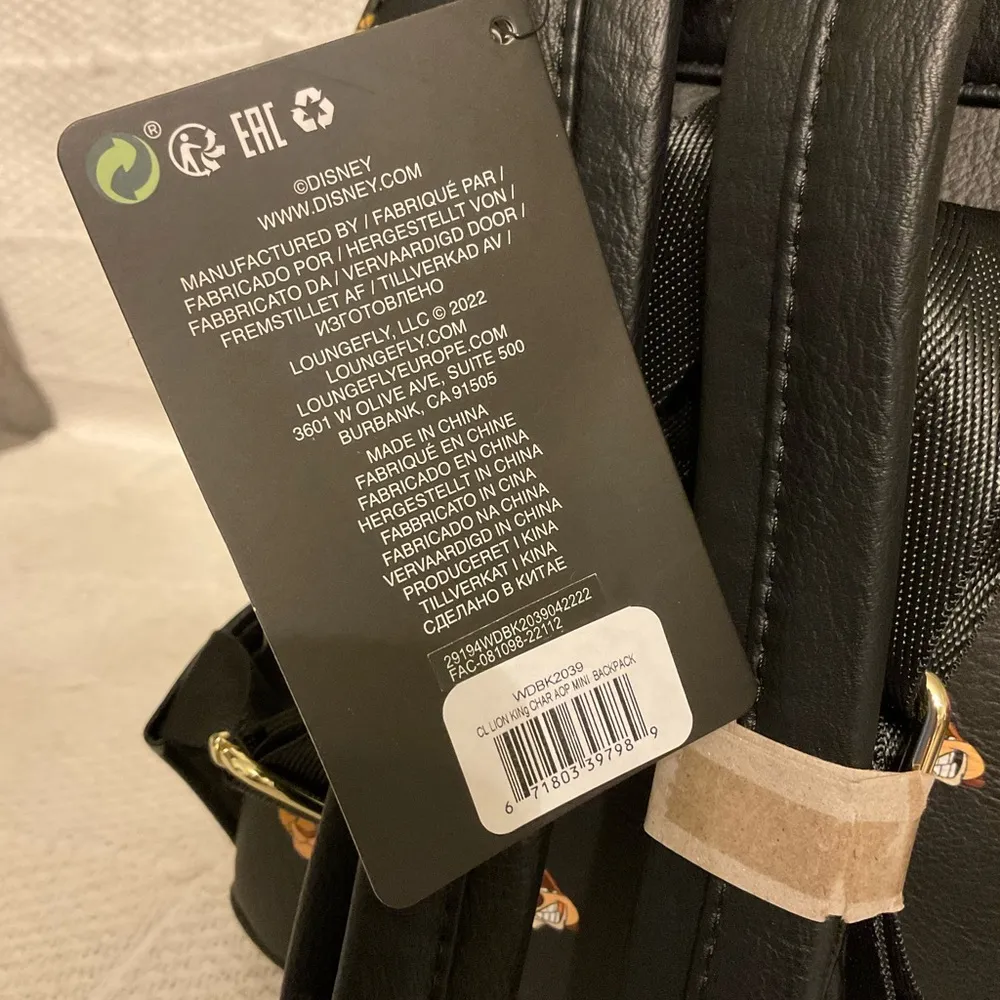 ®
EAC
©DISNEY
WWW.DISNEY.COM
MANUFACTURED BY / FABRIQUÉ PAR /
FABRICADO POR / HERGESTELLT VON /
FABBRICATO DA / VERVAARDIGD DOOR /
FREMSTILLET AF / TILLVERKAD AV /
ИЗГОТОВЛЕНО
LOUNGEFLY, LLC © 2022
LOUNGEFLY.COM
LOUNGEFLYEUROPE.COM
3601 W OLIVE AVE, SUITE 500
BURBANK, CA 91505
MADE IN CHINA
FABRIQUÉ EN CHINE
FABRICADO EN CHINA
HERGESTELLT IN CHINA
FABBRICATO IN CINA
FABRICADO NA CHINA
VERVAARDIGD IN CHINA
PRODUCERET I KINA
TILLVERKAT I KINA
СДЕЛАНО В КИТАЕ
29194WDBK2039042222
FAC-081098-22112
WDBK2039
CL LION KINg CHAR AOP MINI BACKPACK
6 71803 39798 9